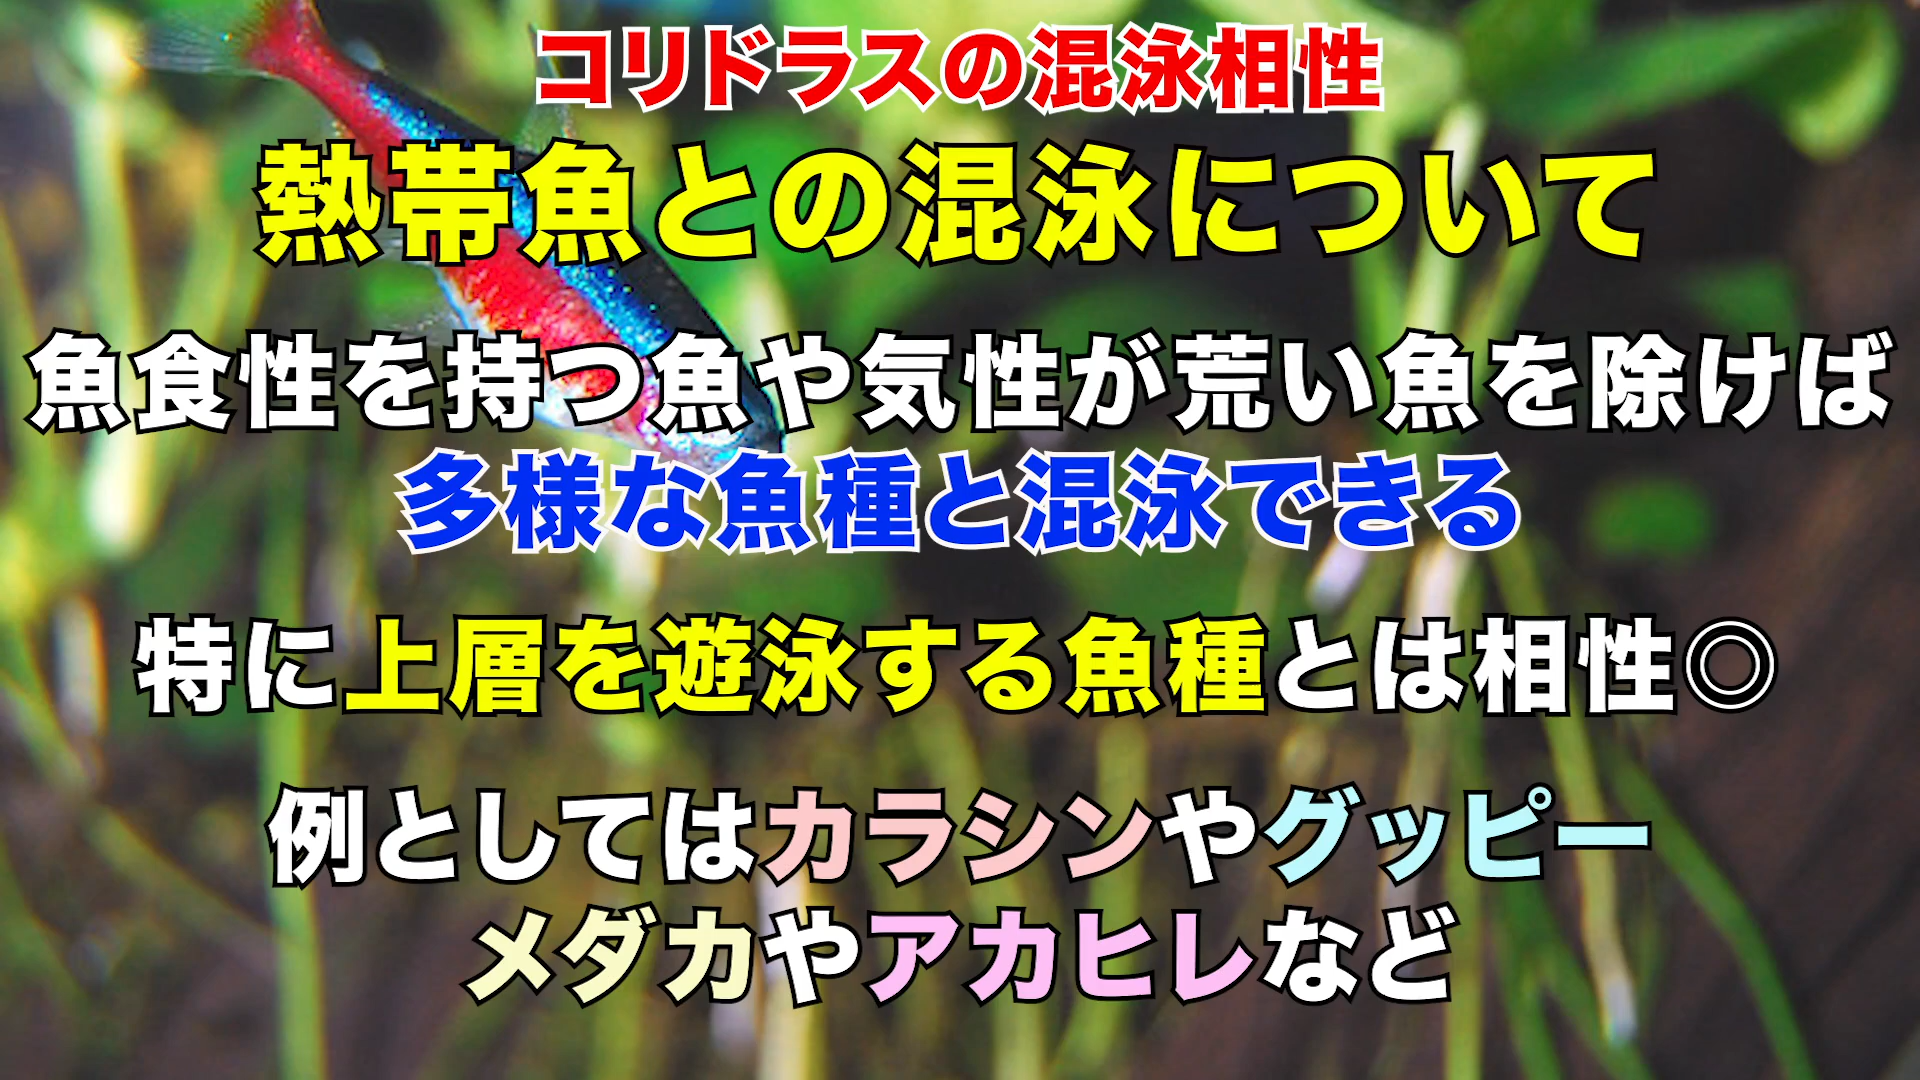 コリドラスの混泳相性
熱帯魚との混泳について
魚食性を持つ魚や気性が荒い魚を除けば
多様な魚種と混泳できる
特に上層を遊泳する魚種とは相性◎
例としてはカラシンやグッピー
メダカやアカヒレなど